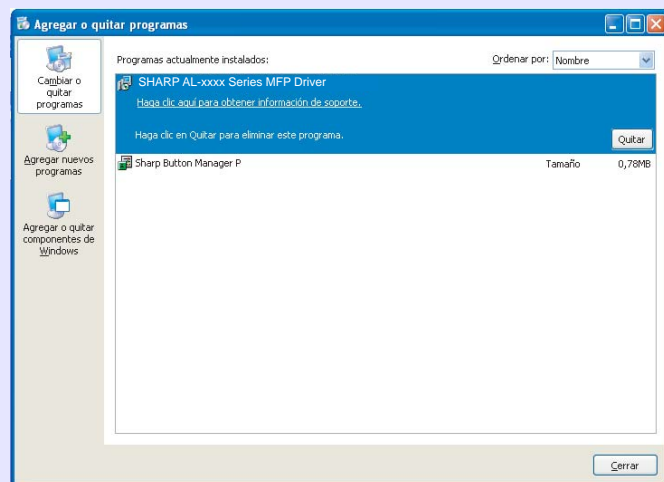 Agregar o quitar programas
Cambiar o
quitar
programas
Agregar nuevos
programas
Agregar o quitar
componentes de
Windows
Programas actualmente instalados:
Ordenar por: Nombre
SHARP AL-xxxx Series MFP Driver
Haga clic aquí para obtener información de soporte.
Haga clic en Quitar para eliminar este programa.
Quitar
Sharp Button Manager P Tamaño 0,78MB
Cerrar